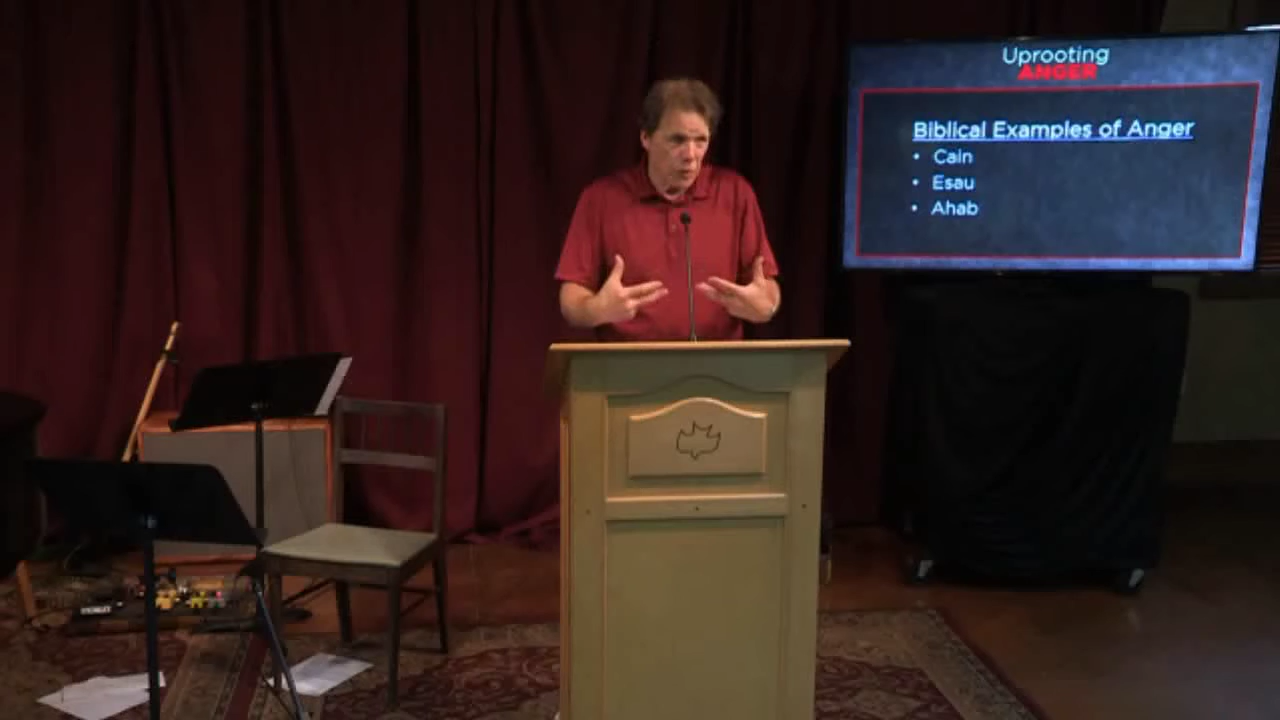 Uprooting
ANGER
Biblical Examples of Anger
• Cain
• Esau
• Ahab